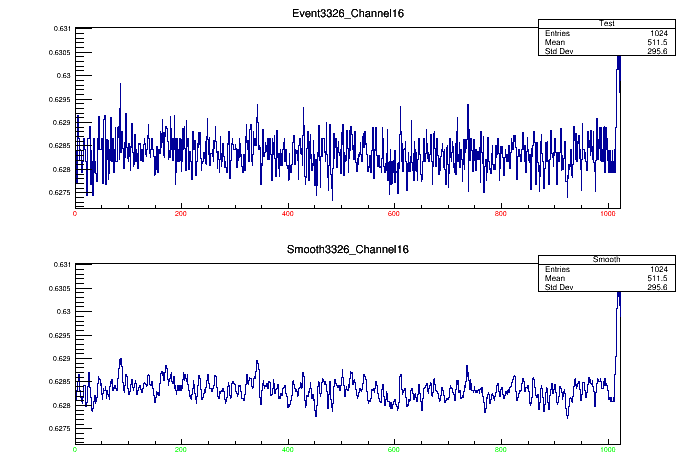 Event3326_Channel16
Test
Entries 1024
Mean 511.5
Std Dev 295.6
0.631
0.6305
0.63
0.6295
0.629
0.6285
0.628
0.6275
0 200 400 600 800 1000
Smooth3326_Channel16
Smooth
Entries 1024
Mean 511.5
Std Dev 295.6
0.631
0.6305
0.63
0.6295
0.629
0.6285
0.628
0.6275
0 200 400 600 800 1000